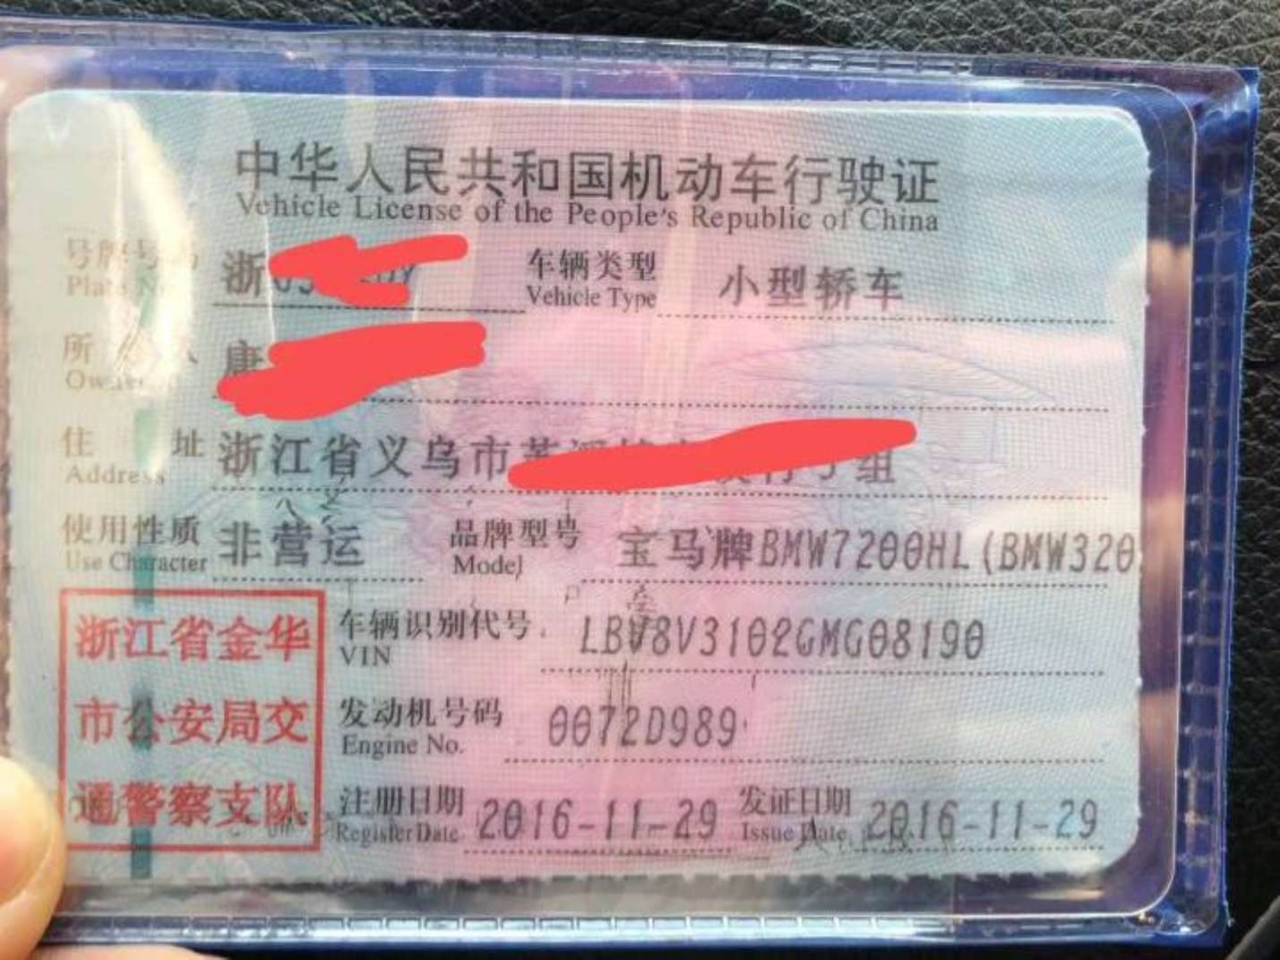 中华人民共和国机动车行驶证
Vehicle License of the People's Republic of China
号牌号码 浙 车辆类型 小型轿车
Plate No. Vehicle Type
所 人 唐
Owner
住 址 浙江省义乌市 组
Address
使用性质 非营运 品牌型号 宝马牌BMW7200HL(BMW320
Use Character Model
浙江省金华
市公安局交
通警察支队
车辆识别代号 LBV8V3102GMG08190
VIN
发动机号码 0072D989
Engine No.
注册日期 2016-11-29 发证日期 2016-11-29
Register Date Issue Date